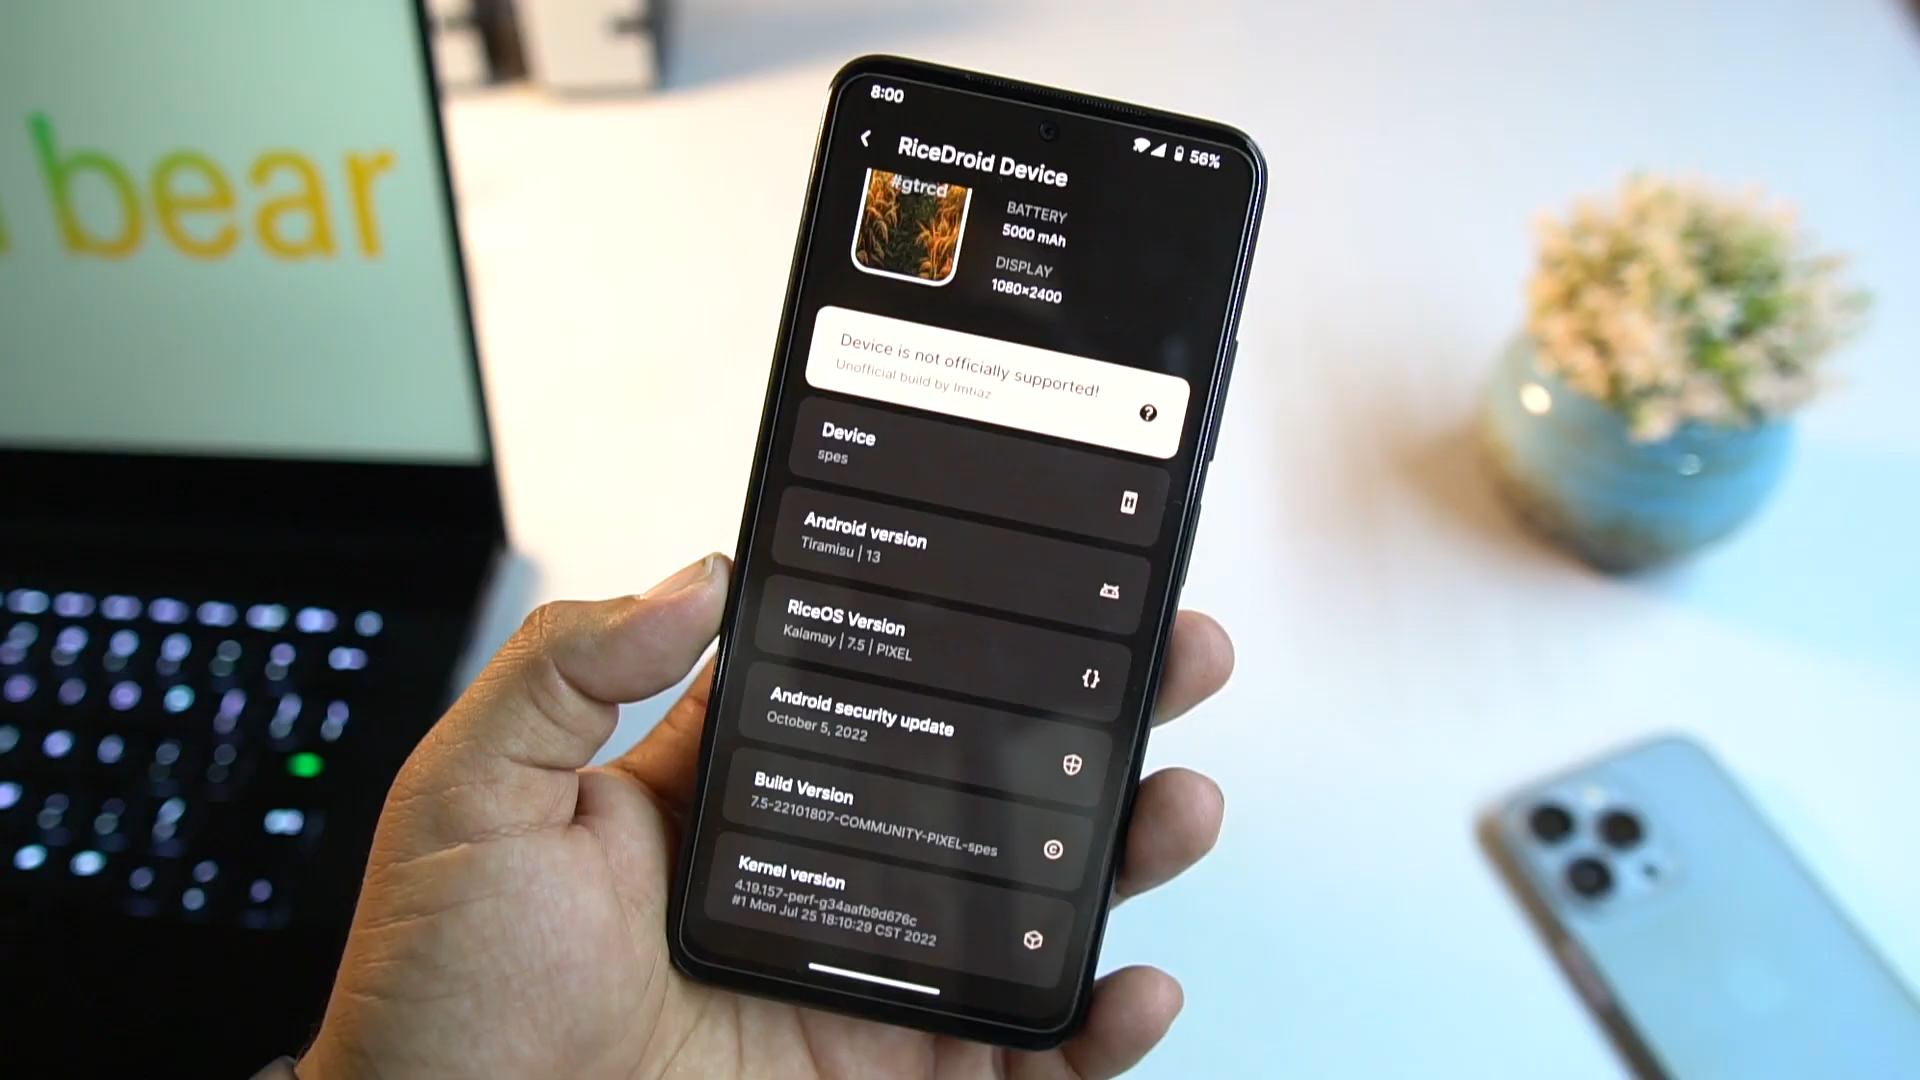 bear
8:00
56%
RiceDroid Device
#gtrcd
BATTERY
5000 mAh
DISPLAY
1080×2400
Device is not officially supported!
Unofficial build by Imtiaz
Device
spes
Android version
Tiramisu | 13
RiceOS Version
Kalamay | 7.5 | PIXEL
Android security update
October 5, 2022
Build Version
7.5-22101807-COMMUNITY-PIXEL-spes
Kernel version
4.19.157-perf-g34aafb9d676c
#1 Mon Jul 25 18:10:29 CST 2022